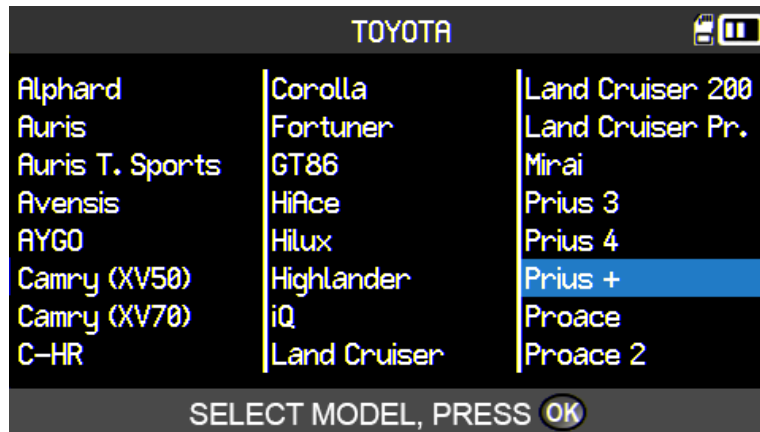 TOYOTA
Alphard
Auris
Auris T. Sports
Avensis
AYGO
Camry (XV50)
Camry (XV70)
C-HR
Corolla
Fortuner
GT86
HiAce
Hilux
Highlander
iQ
Land Cruiser
Land Cruiser 200
Land Cruiser Pr.
Mirai
Prius 3
Prius 4
Prius +
Proace
Proace 2
SELECT MODEL, PRESS OK